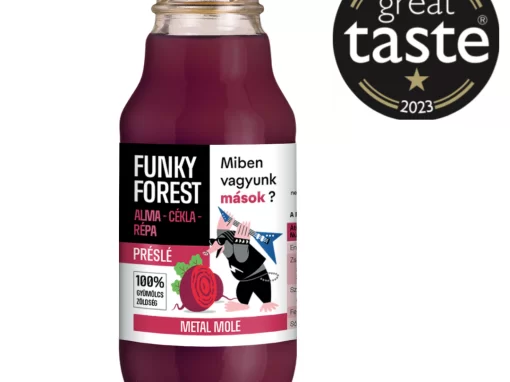 great
taste
®
2023
FUNKY
FOREST
ALMA - CÉKLA -
RÉPA
PRÉSLÉ
100%
GYÜMÖLCS
ZÖLDSÉG
Miben
vagyunk
mások ?
METAL MOLE